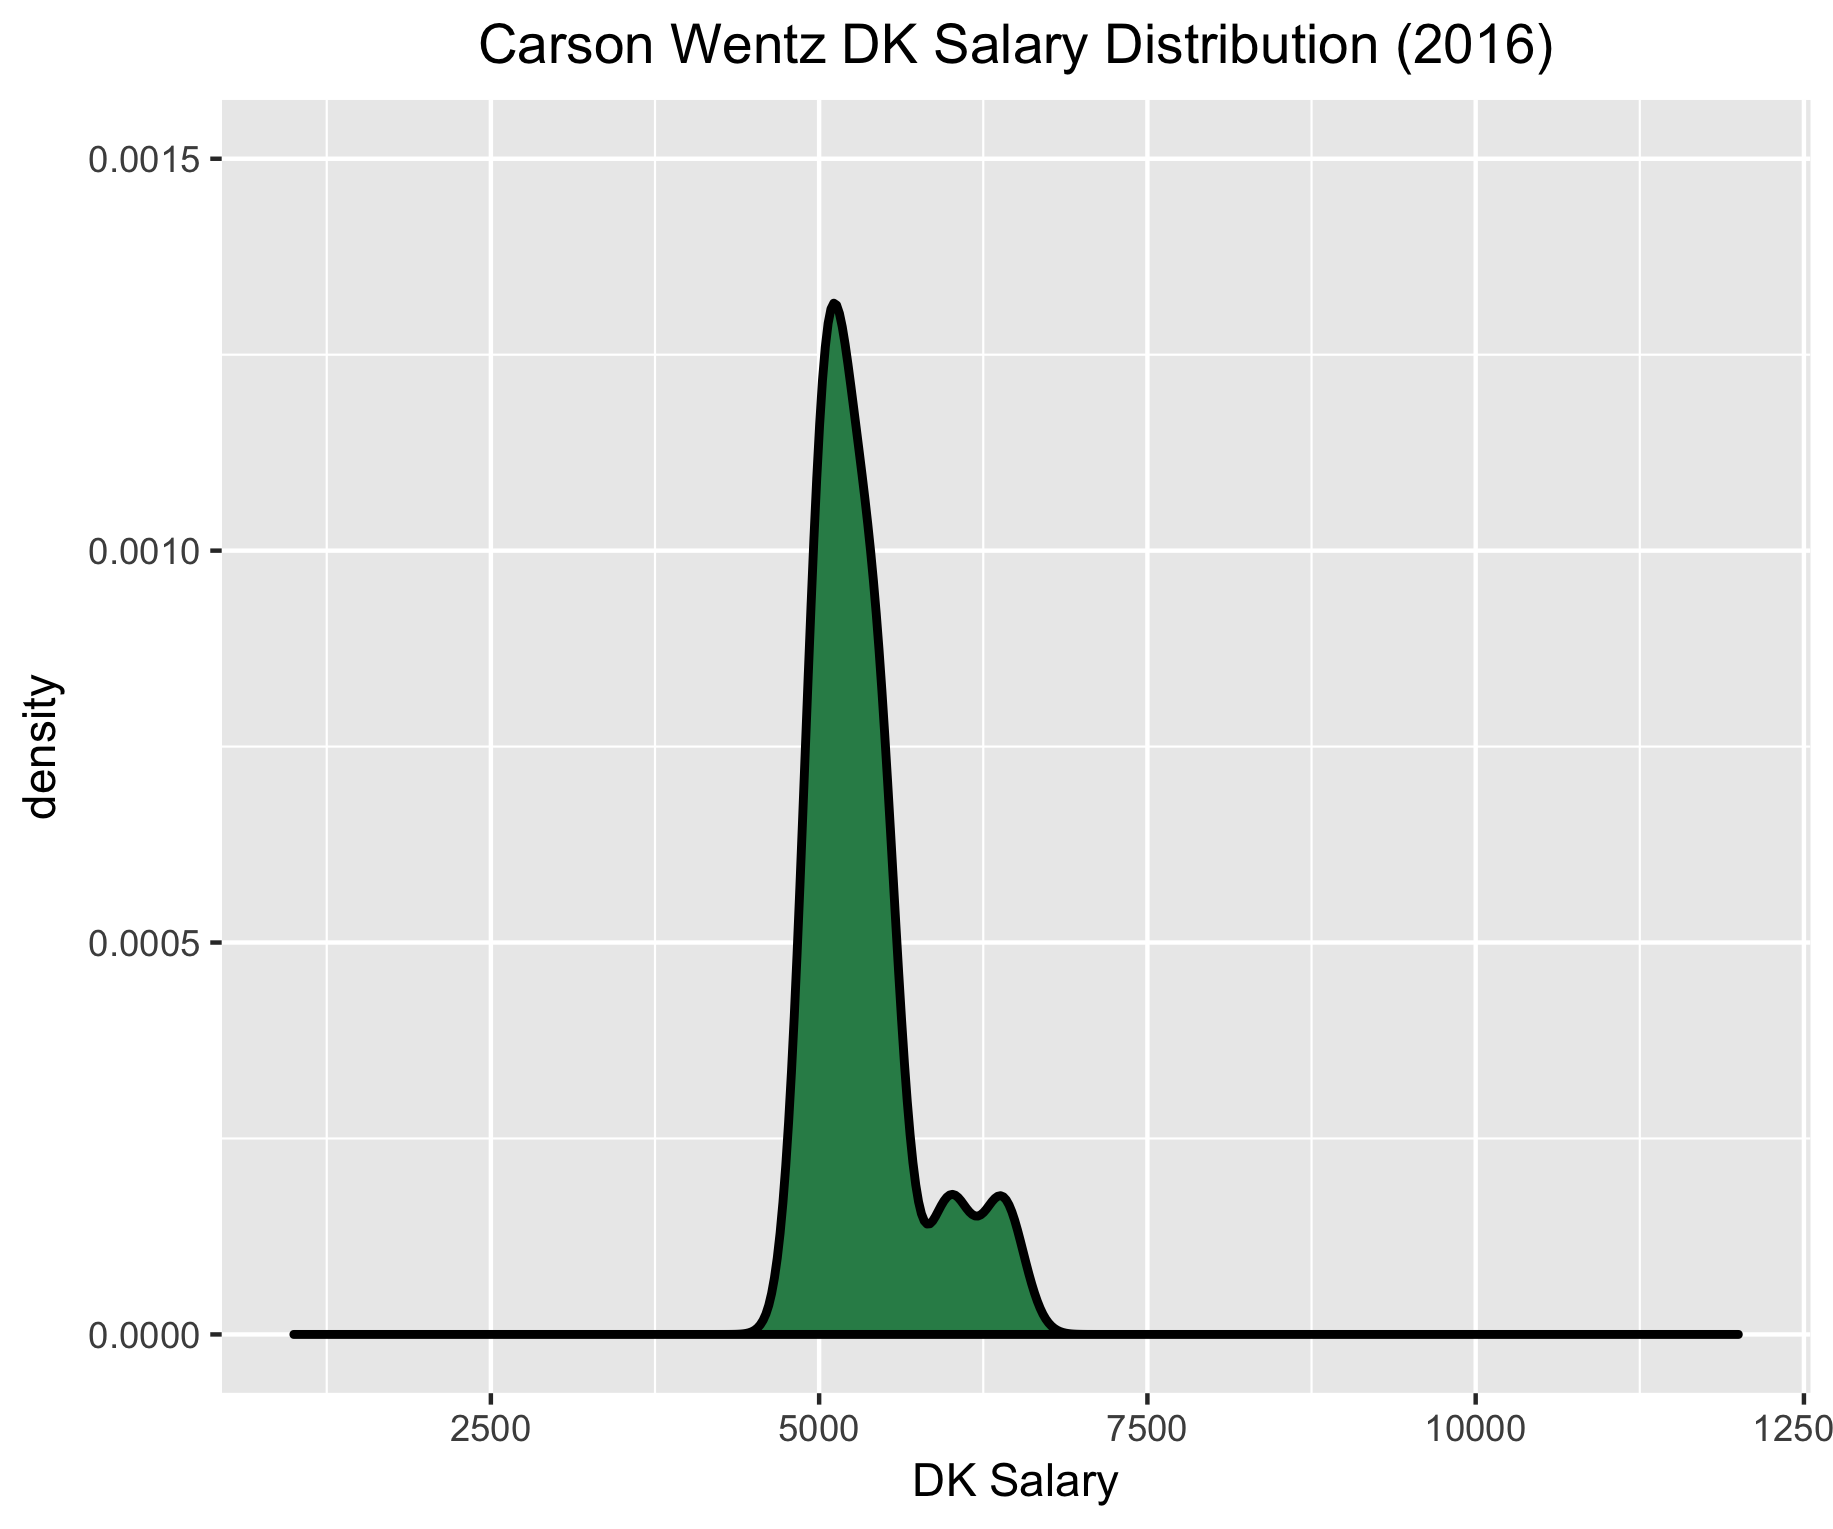 Carson Wentz DK Salary Distribution (2016)
0.0015
0.0010
0.0005
0.0000
density
2500 5000 7500 10000 1250
DK Salary